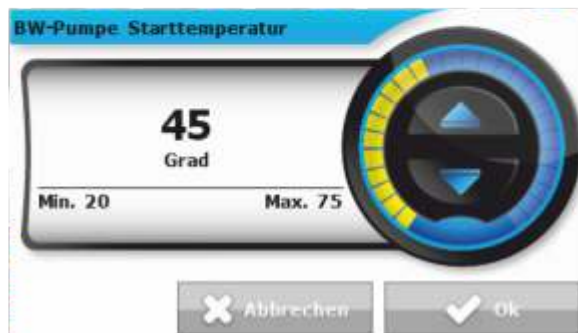 BW-Pumpe Starttemperatur
45
Grad
Min. 20 Max. 75
Abbrechen Ok